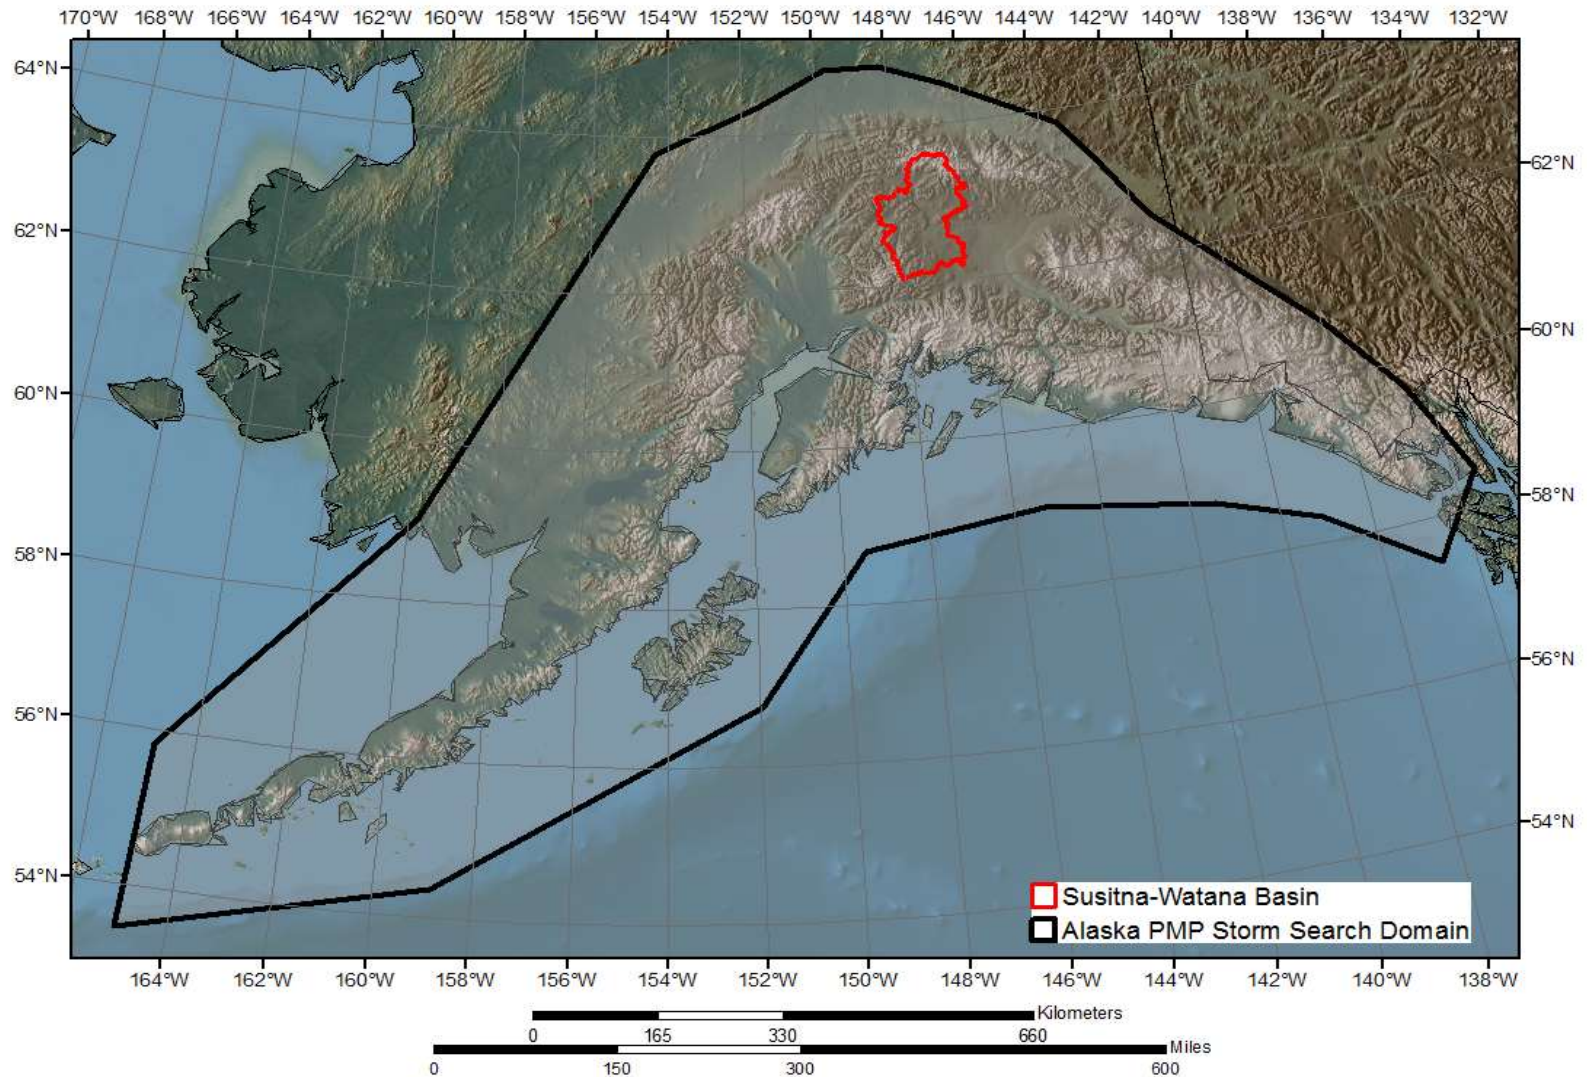 170°W 168°W 166°W 164°W 162°W 160°W 158°W 156°W 154°W 152°W 150°W 148°W 146°W 144°W 142°W 140°W 138°W 136°W 134°W 132°W
64°N
62°N
62°N
60°N
60°N
58°N
58°N
56°N
56°N
54°N
54°N
Susitna-Watana Basin
Alaska PMP Storm Search Domain
164°W 162°W 160°W 158°W 156°W 154°W 152°W 150°W 148°W 146°W 144°W 142°W 140°W 138°W
Kilometers
0 165 330 660
Miles
0 150 300 600